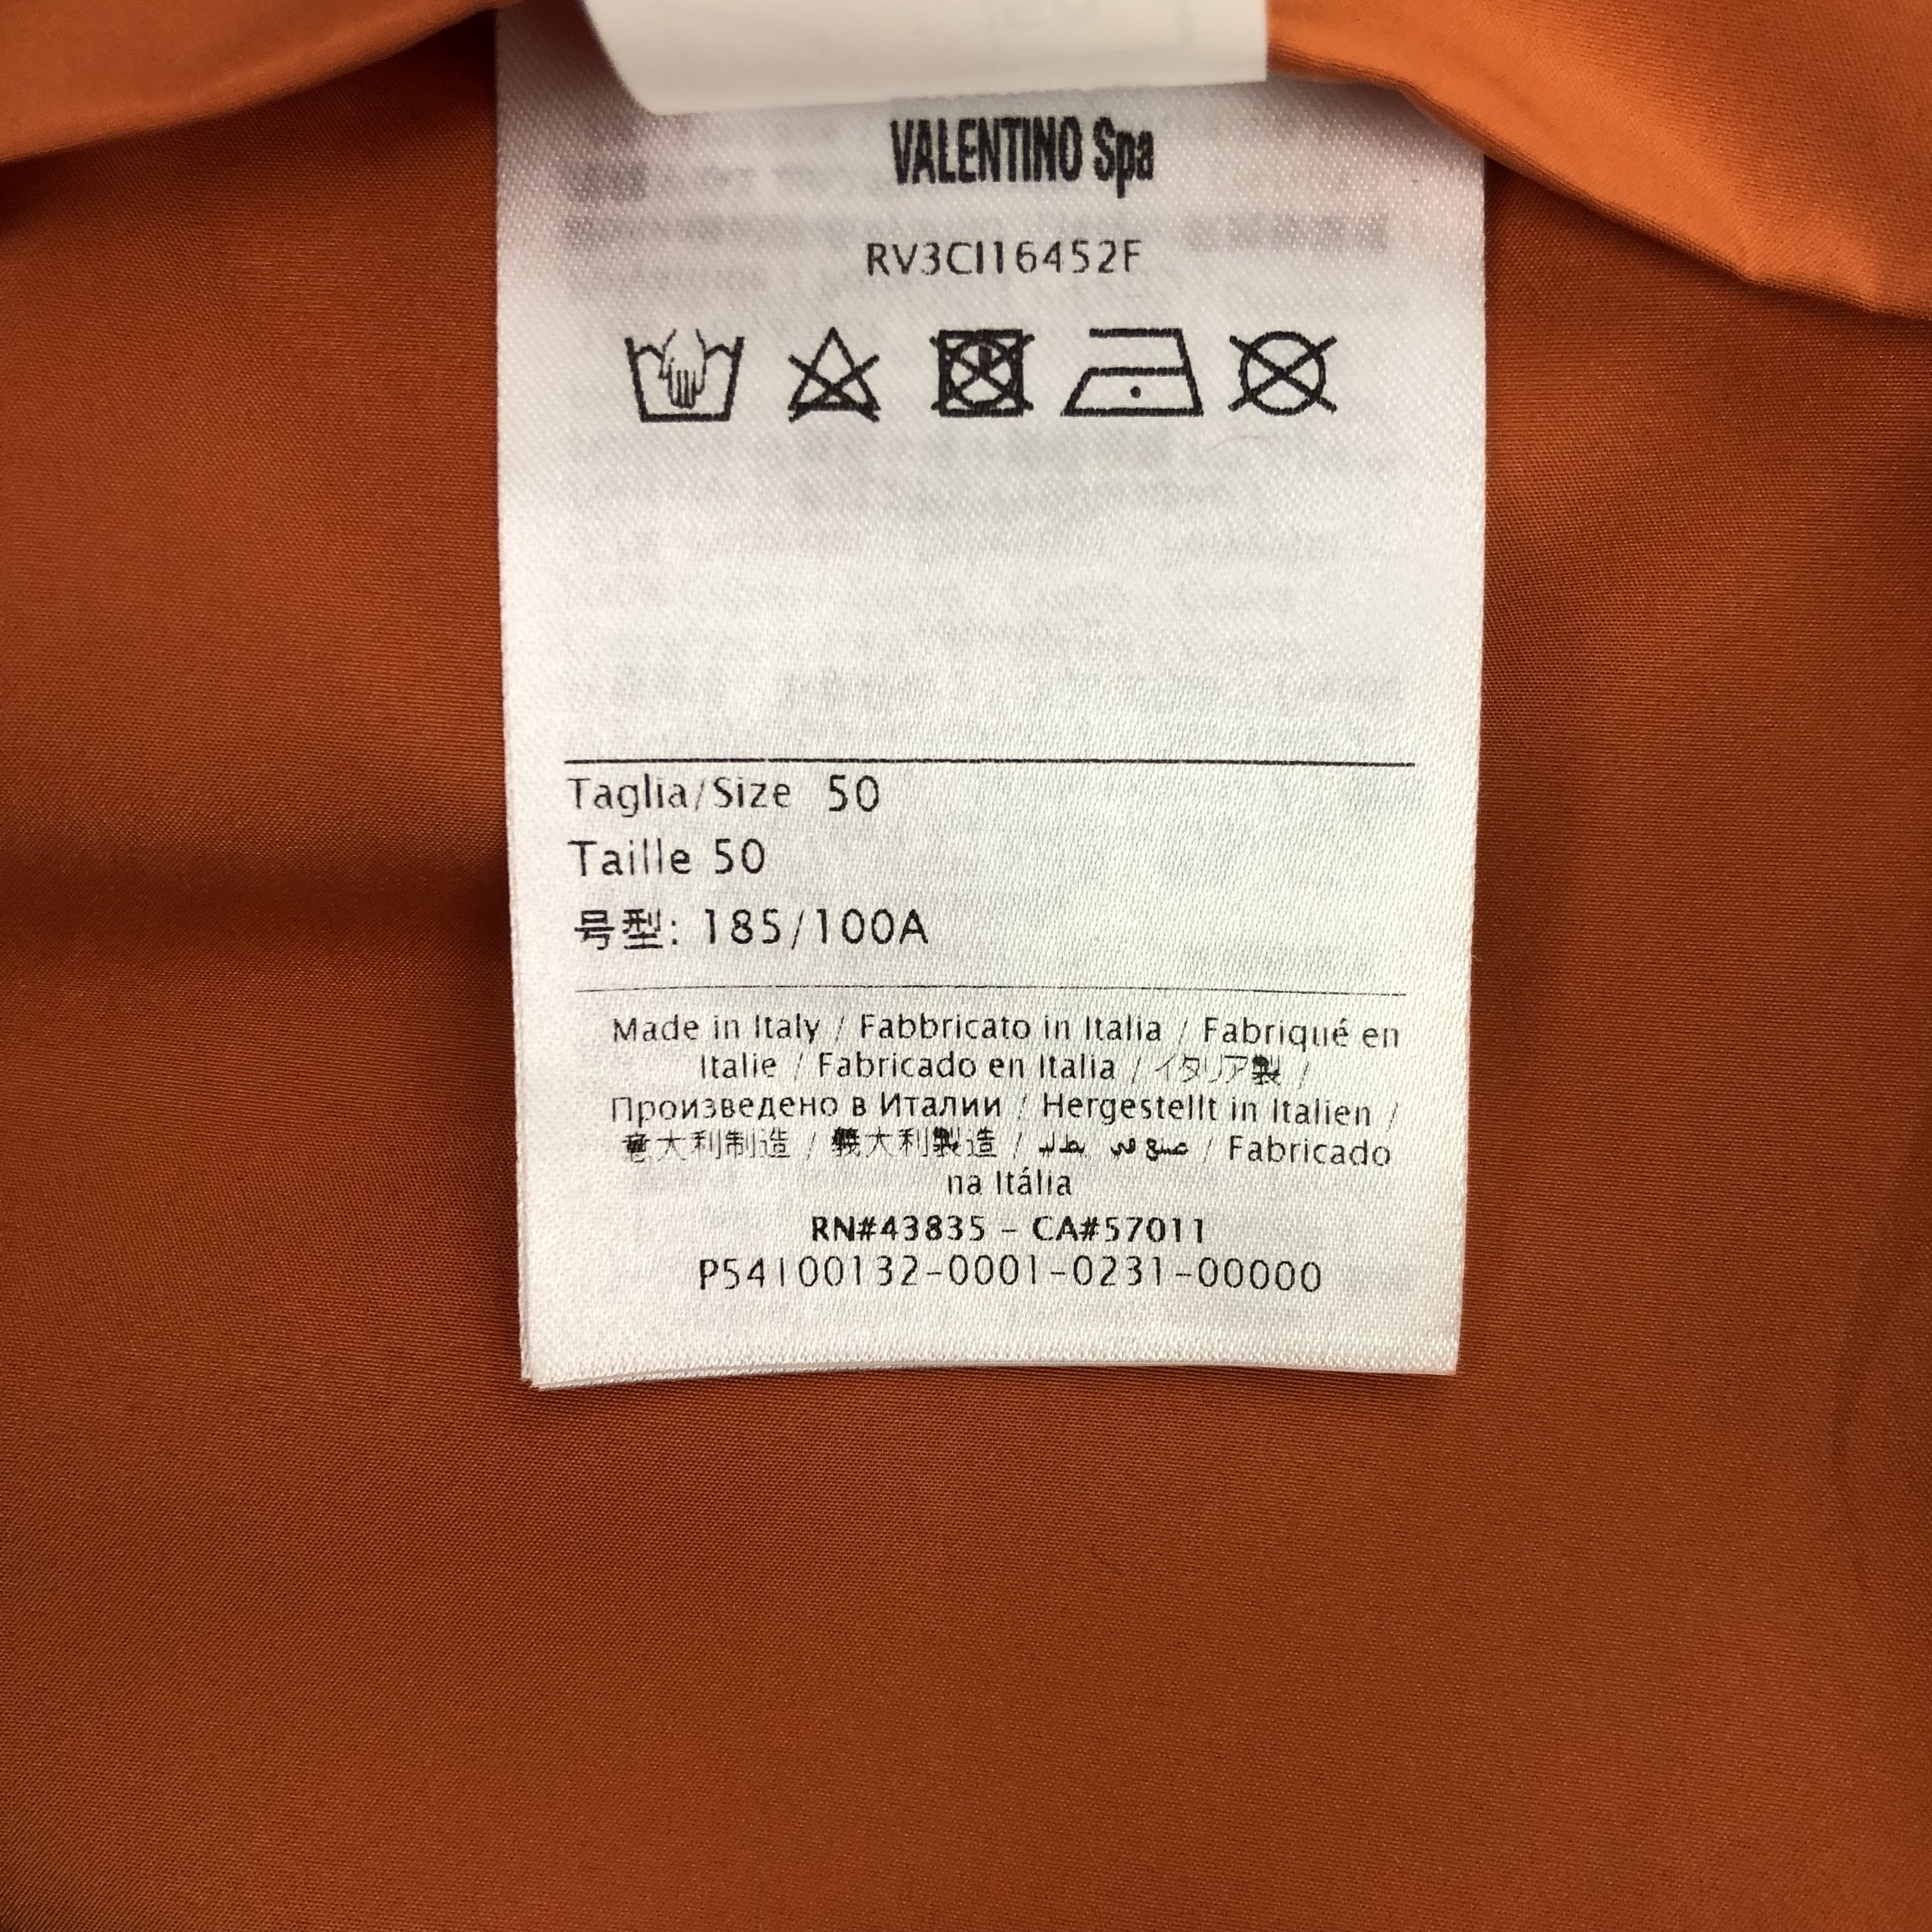 VALENTINO Spa
RV3CI16452F
Taglia/Size 50
Taille 50
号型: 185/100A
Made in Italy / Fabbricato in Italia / Fabriqué en
Italie / Fabricado en Italia / イタリア製 /
Произведено в Италии / Hergestellt in Italien /
意大利制造 / 義大利製造 / صنع في / Fabricado
na Itália
RN#43835 - CA#57011
P54100132-0001-0231-00000